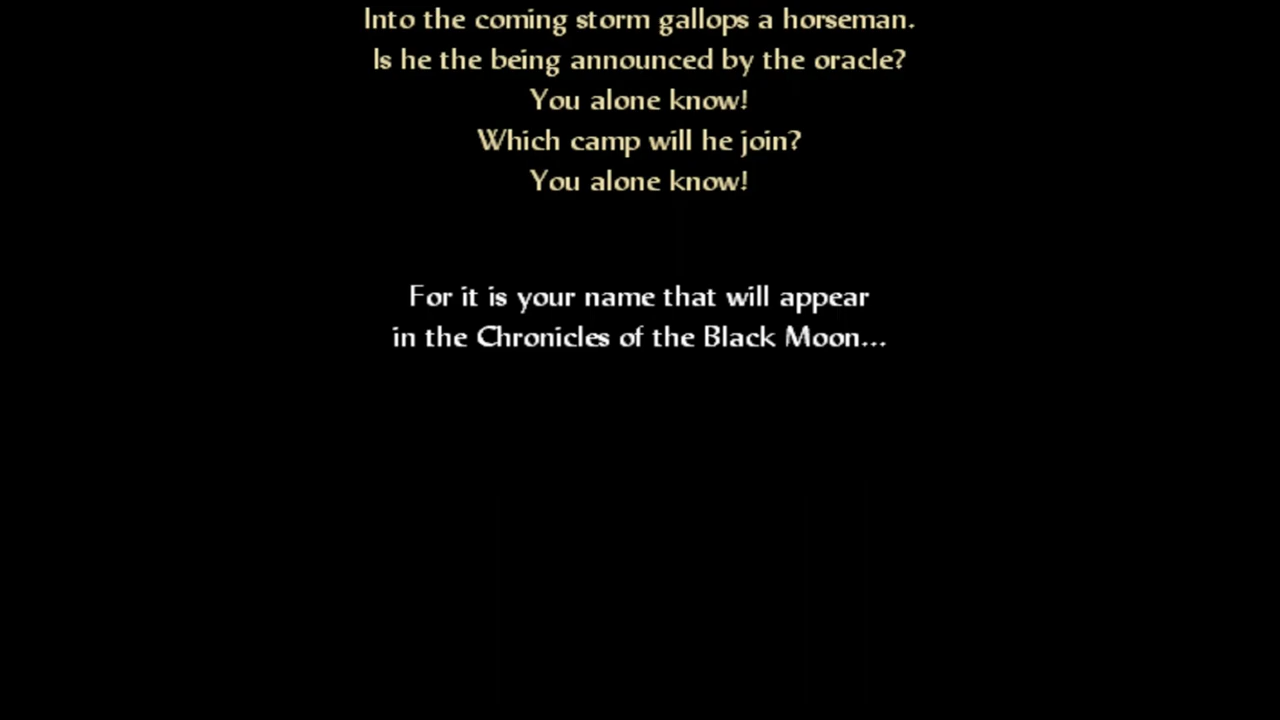 Into the coming storm gallops a horseman.
Is he the being announced by the oracle?
You alone know!
Which camp will he join?
You alone know!
For it is your name that will appear
in the Chronicles of the Black Moon...